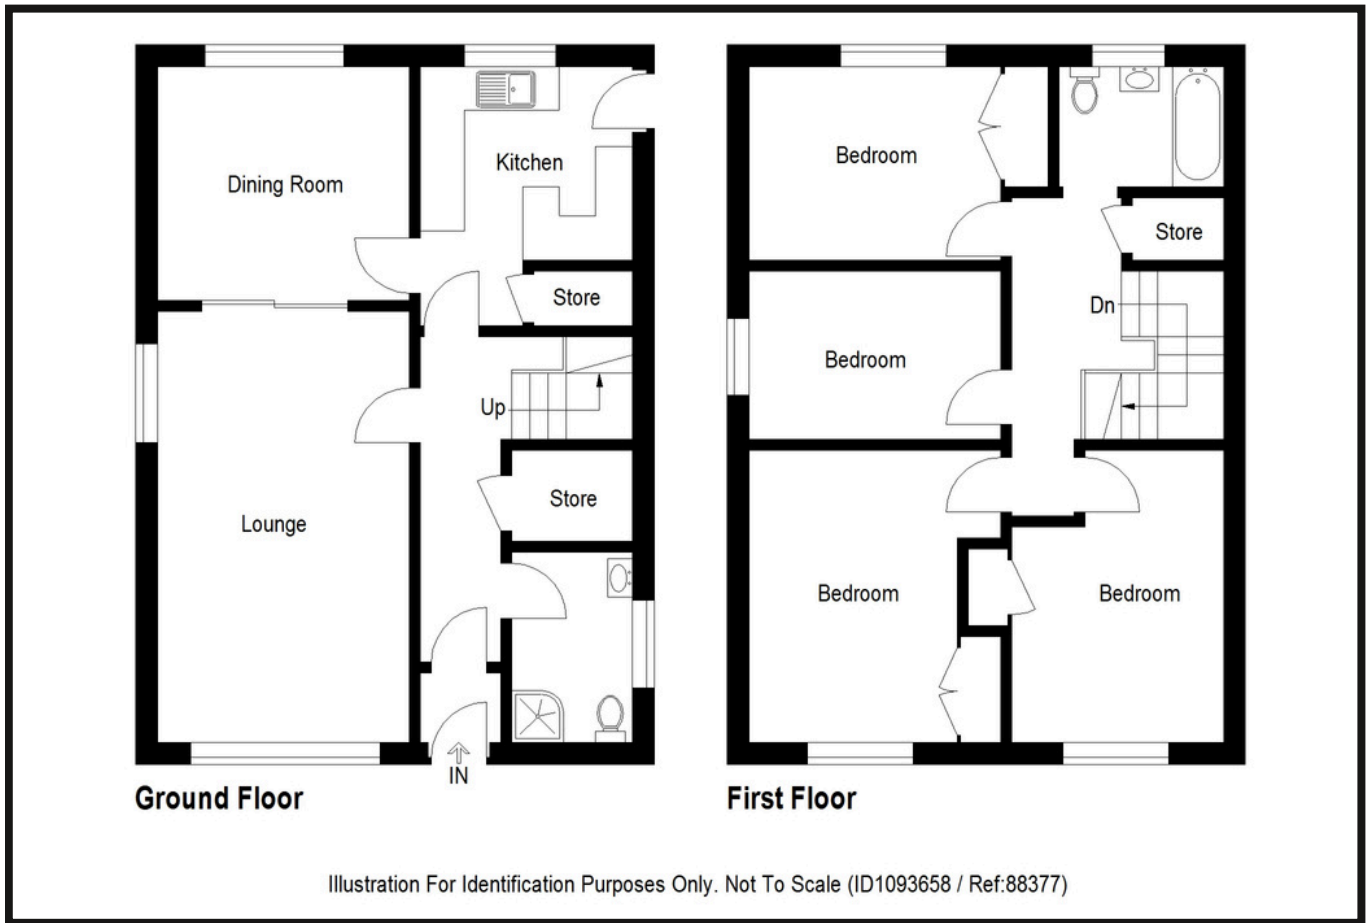 Dining Room
Kitchen
Store
Up
Store
Lounge
IN
Ground Floor
Bedroom
Store
Dn
Bedroom
Bedroom
Bedroom
First Floor
Illustration For Identification Purposes Only. Not To Scale (ID1093658 / Ref:88377)